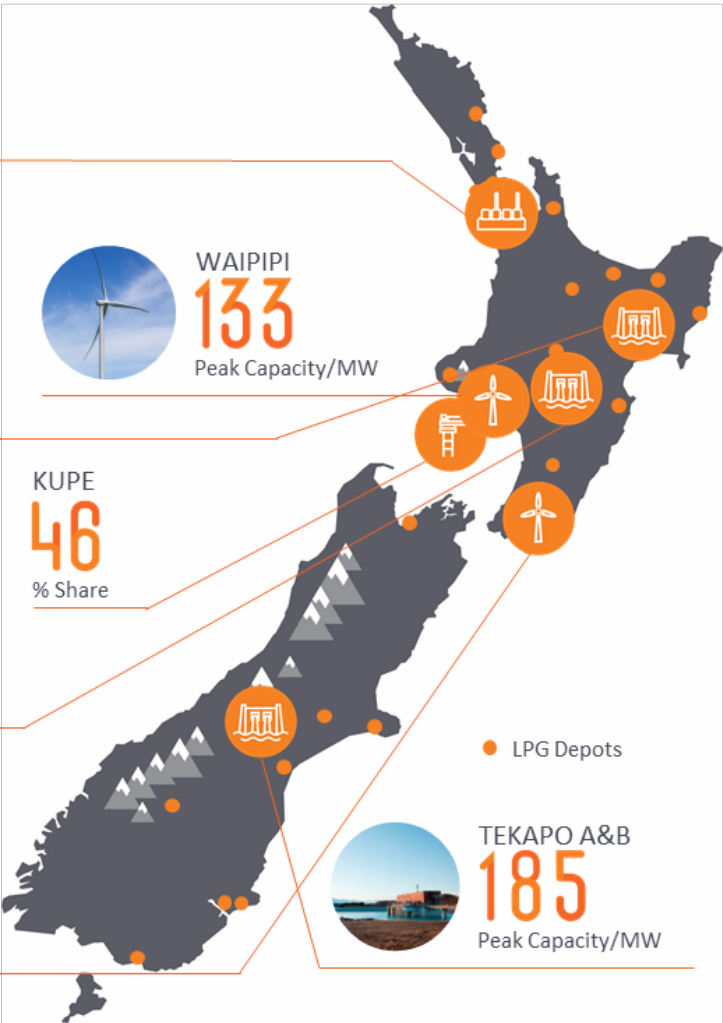 WAIPIPI
133
Peak Capacity/MW
KUPE
46
% Share
LPG Depots
TEKAPO A&B
185
Peak Capacity/MW